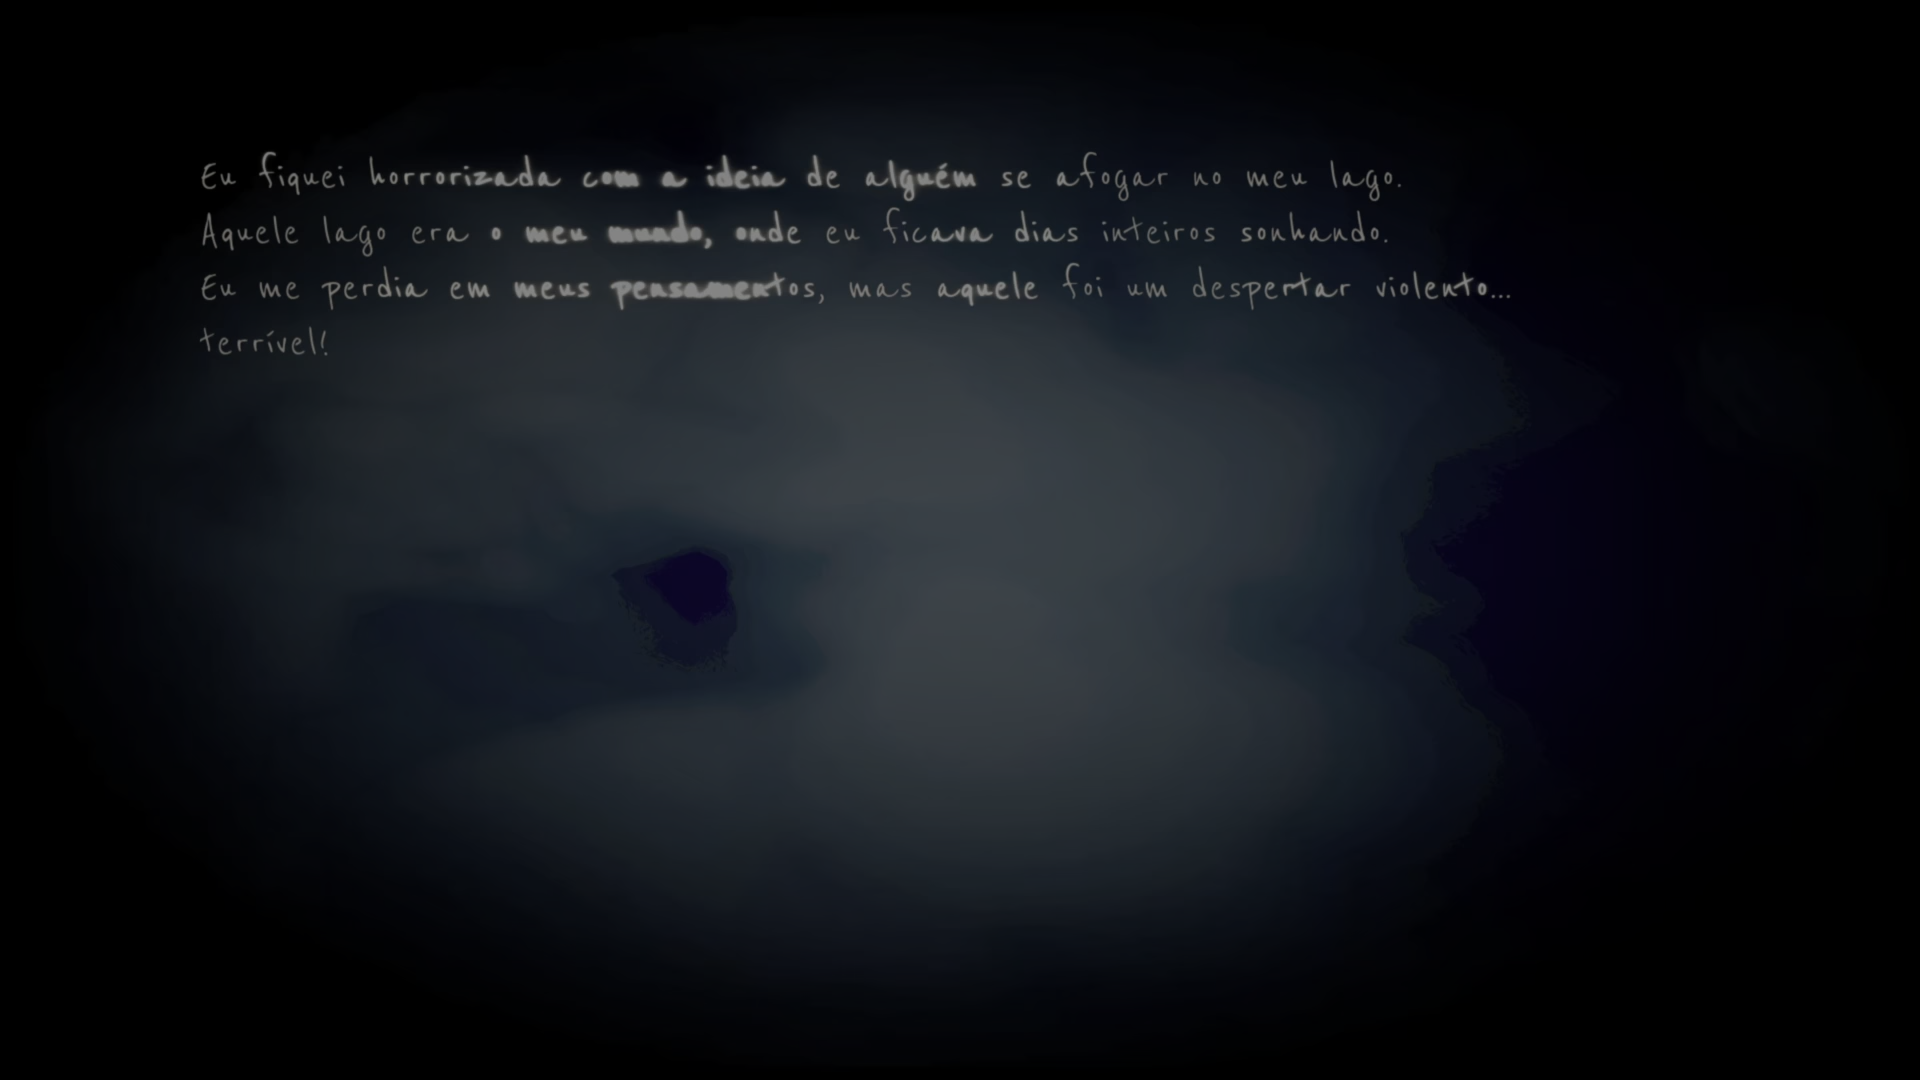 Eu fiquei horrorizada com a ideia de alguém se afogar no meu lago.
Aquele lago era o meu mundo, onde eu ficava dias inteiros sonhando.
Eu me perdia em meus pensamentos, mas aquele foi um despertar violento...
terrível!